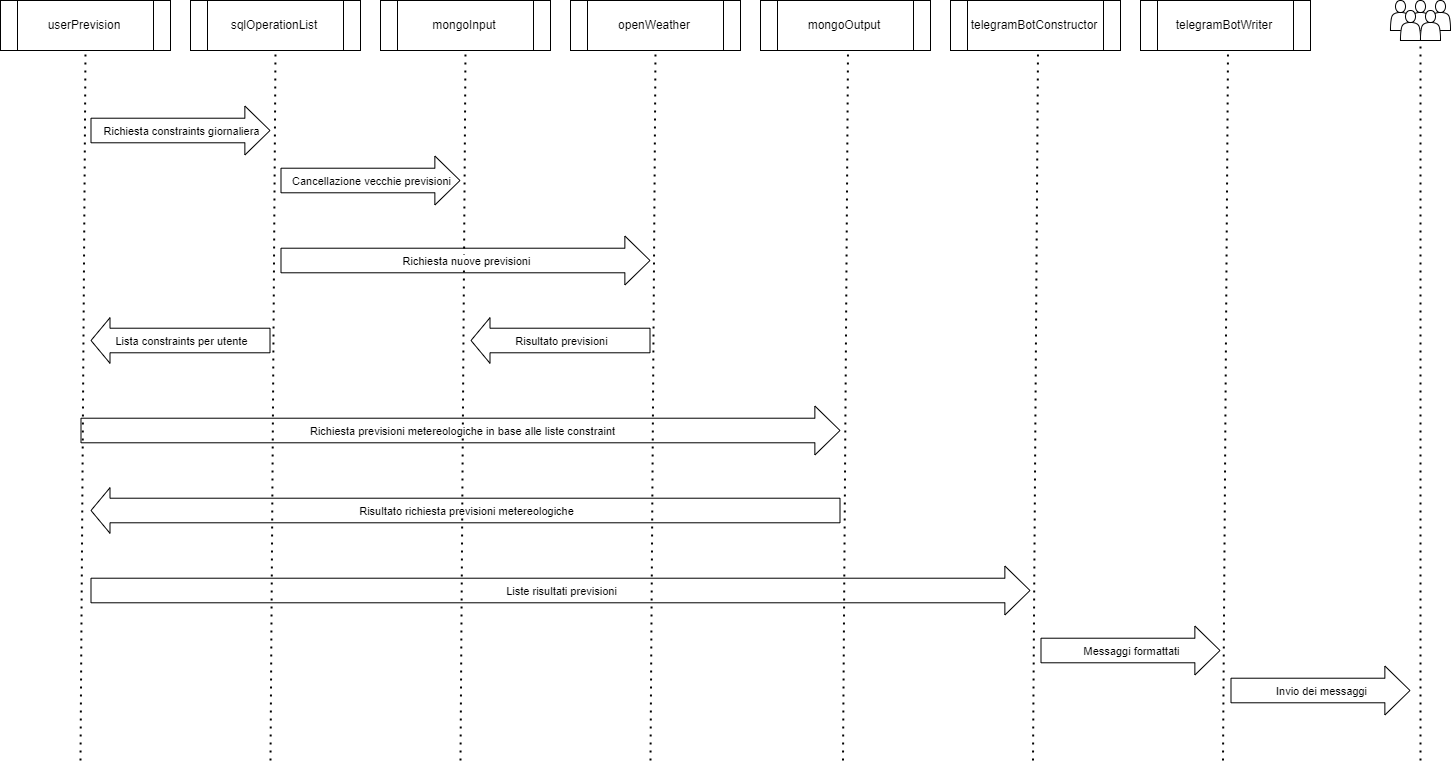 userPrevision
sqlOperationList
mongoInput
openWeather
mongoOutput
telegramBotConstructor
telegramBotWriter
Richiesta constraints giornaliera
Cancellazione vecchie previsioni
Richiesta nuove previsioni
Lista constraints per utente
Risultato previsioni
Richiesta previsioni metereologiche in base alle liste constraint
Risultato richiesta previsioni metereologiche
Liste risultati previsioni
Messaggi formattati
Invio dei messaggi